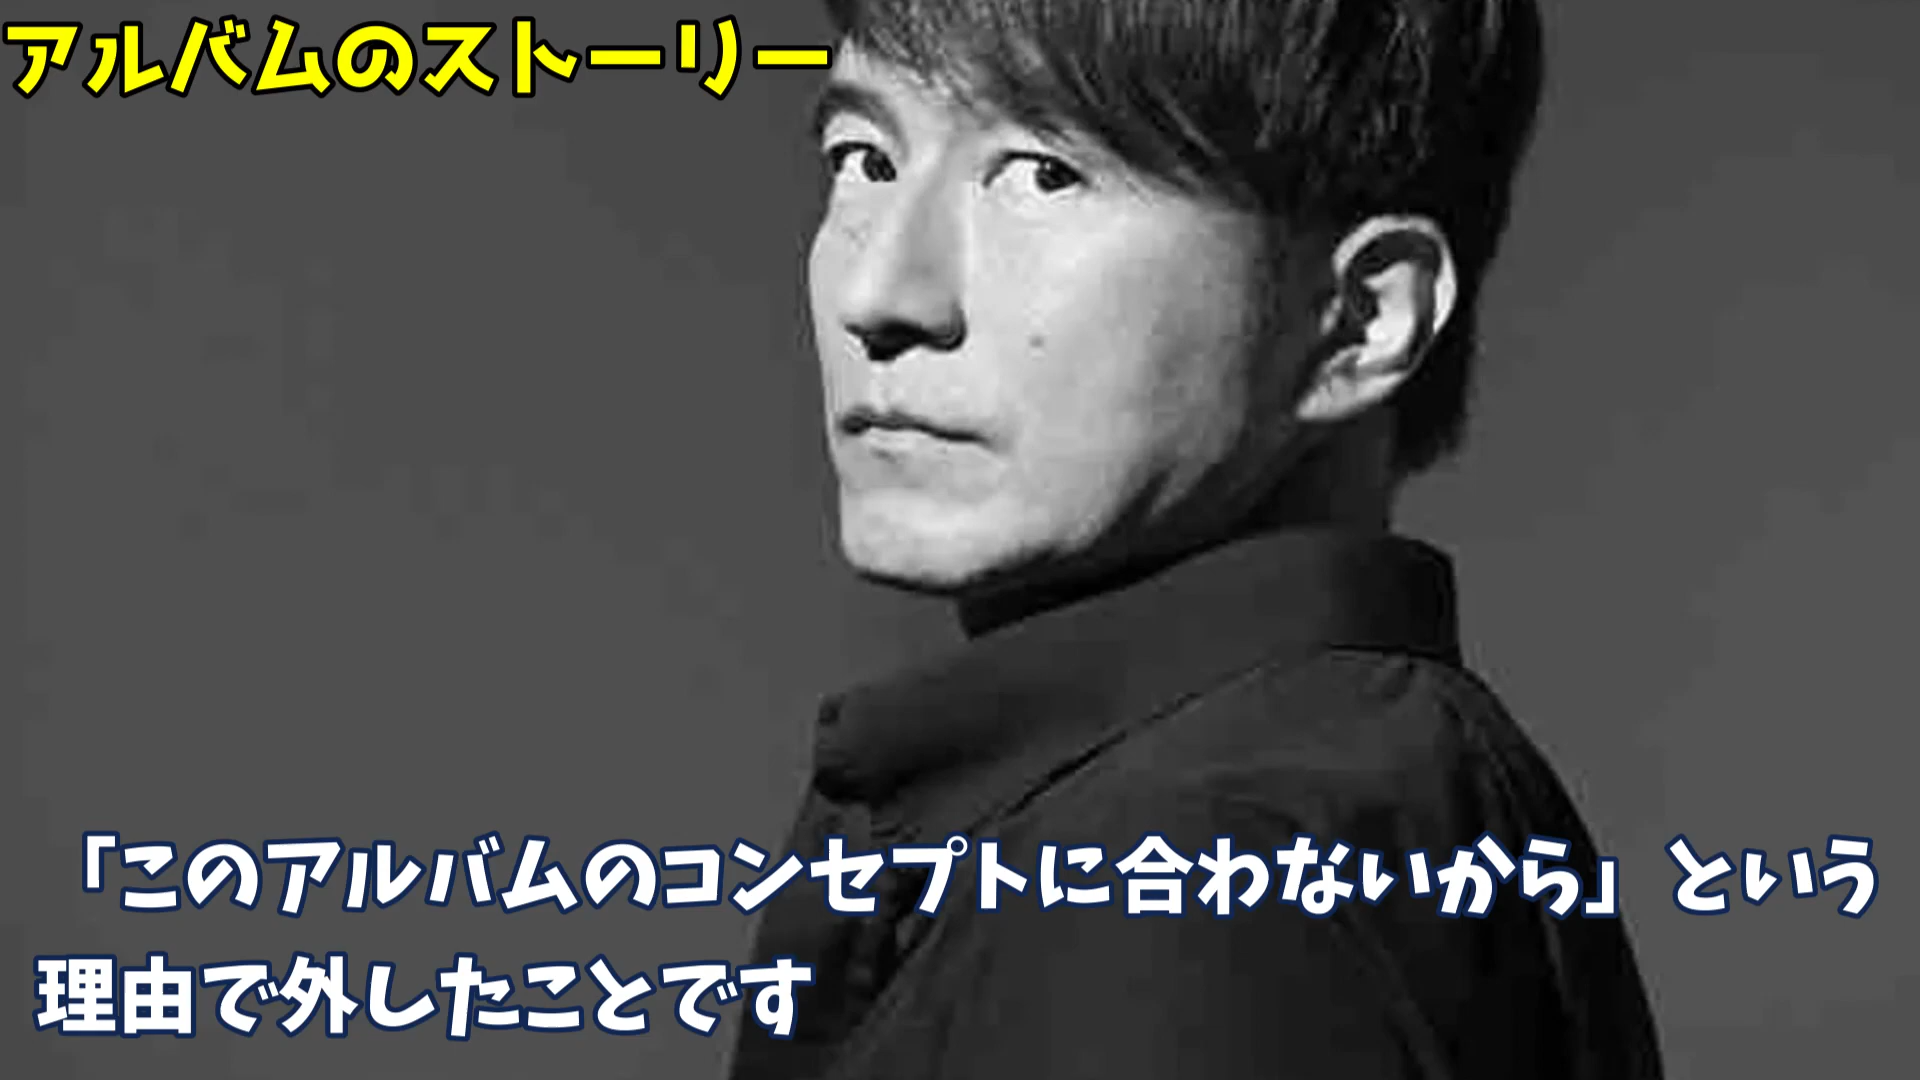 アルバムのストーリー
「このアルバムのコンセプトに合わないから」という
理由で外したことです